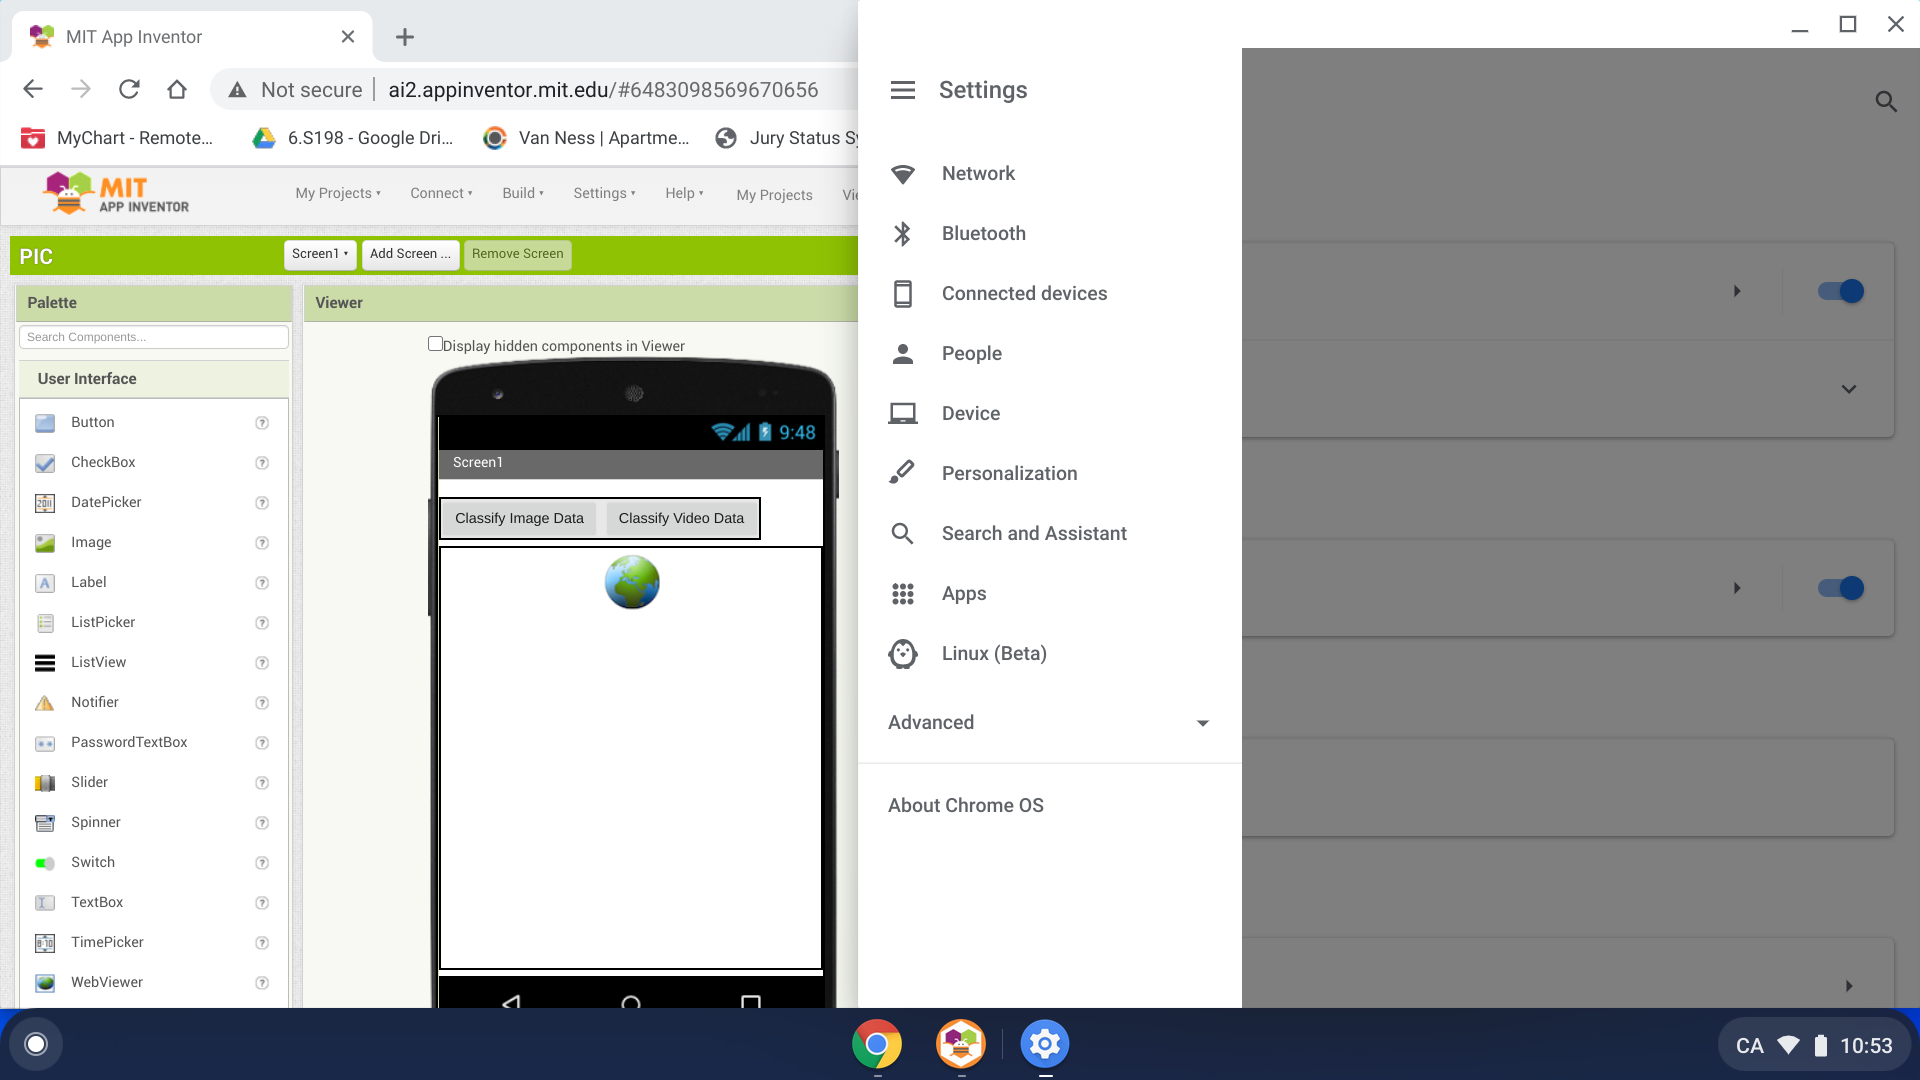 MIT App Inventor
Not secure
ai2.appinventor.mit.edu/#6483098569670656
MyChart - Remote...
6.S198 - Google Dri...
Van Ness | Apartme...
Jury Status Sy
MIT
APP INVENTOR
My Projects
Connect
Build
Settings
Help
My Projects
Vi
PIC
Screen1
Add Screen ...
Remove Screen
Palette
Search Components...
User Interface
Button
CheckBox
DatePicker
Image
Label
ListPicker
ListView
Notifier
PasswordTextBox
Slider
Spinner
Switch
TextBox
TimePicker
WebViewer
Viewer
Display hidden components in Viewer
9:48
Screen1
Classify Image Data
Classify Video Data
Settings
Network
Bluetooth
Connected devices
People
Device
Personalization
Search and Assistant
Apps
Linux (Beta)
Advanced
About Chrome OS
CA
10:53